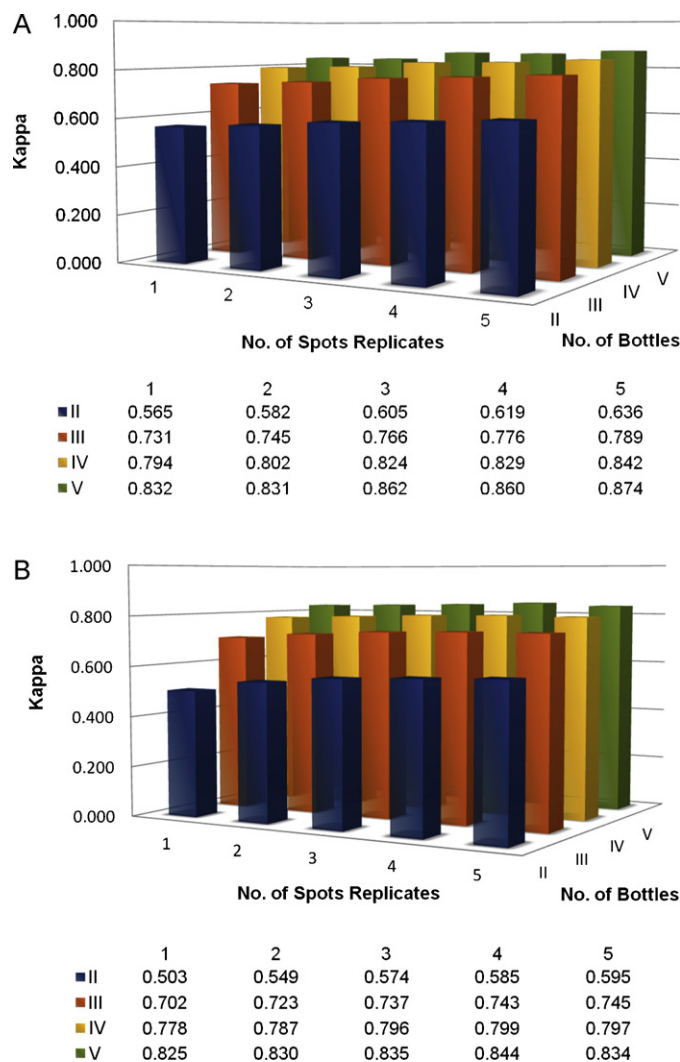 A
1.000
0.800
0.600
0.400
0.200
0.000
Kappa
1 2 3 4 5
II III IV V
No. of Spots Replicates No. of Bottles
1 2 3 4 5
II 0.565 0.582 0.605 0.619 0.636
III 0.731 0.745 0.766 0.776 0.789
IV 0.794 0.802 0.824 0.829 0.842
V 0.832 0.831 0.862 0.860 0.874
B
1.000
0.800
0.600
0.400
0.200
0.000
Kappa
1 2 3 4 5
II III IV V
No. of Spots Replicates No. of Bottles
1 2 3 4 5
II 0.503 0.549 0.574 0.585 0.595
III 0.702 0.723 0.737 0.743 0.745
IV 0.778 0.787 0.796 0.799 0.797
V 0.825 0.830 0.835 0.844 0.834